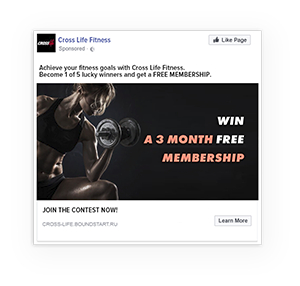 Cross Life Fitness
Like Page
CROSS
Sponsored ·
Achieve your fitness goals with Cross Life Fitness.
Become 1 of 5 lucky winners and get a FREE MEMBERSHIP.
WIN
A 3 MONTH FREE
MEMBERSHIP
JOIN THE CONTEST NOW!
CROSS-LIFE.BOUNDSTART.RU
Learn More